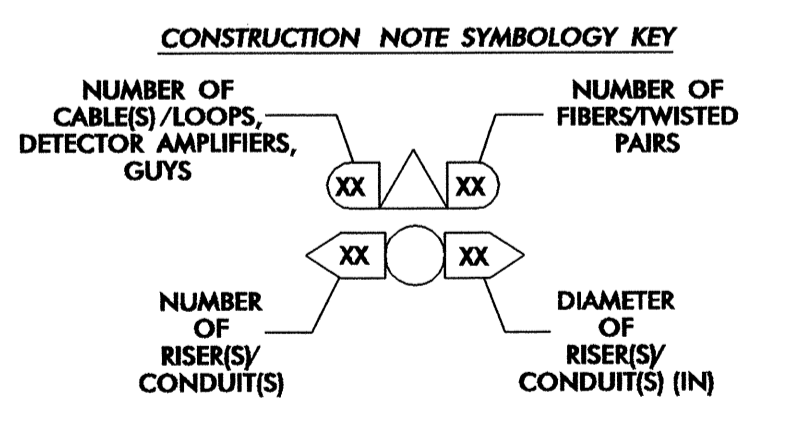 CONSTRUCTION NOTE SYMBOLOGY KEY
NUMBER OF
CABLE(S)/LOOPS,
DETECTOR AMPLIFIERS,
GUYS
NUMBER OF
FIBERS/TWISTED
PAIRS
XX
XX
XX
XX
NUMBER
OF
RISER(S)/
CONDUIT(S)
DIAMETER
OF
RISER(S)/
CONDUIT(S) (IN)